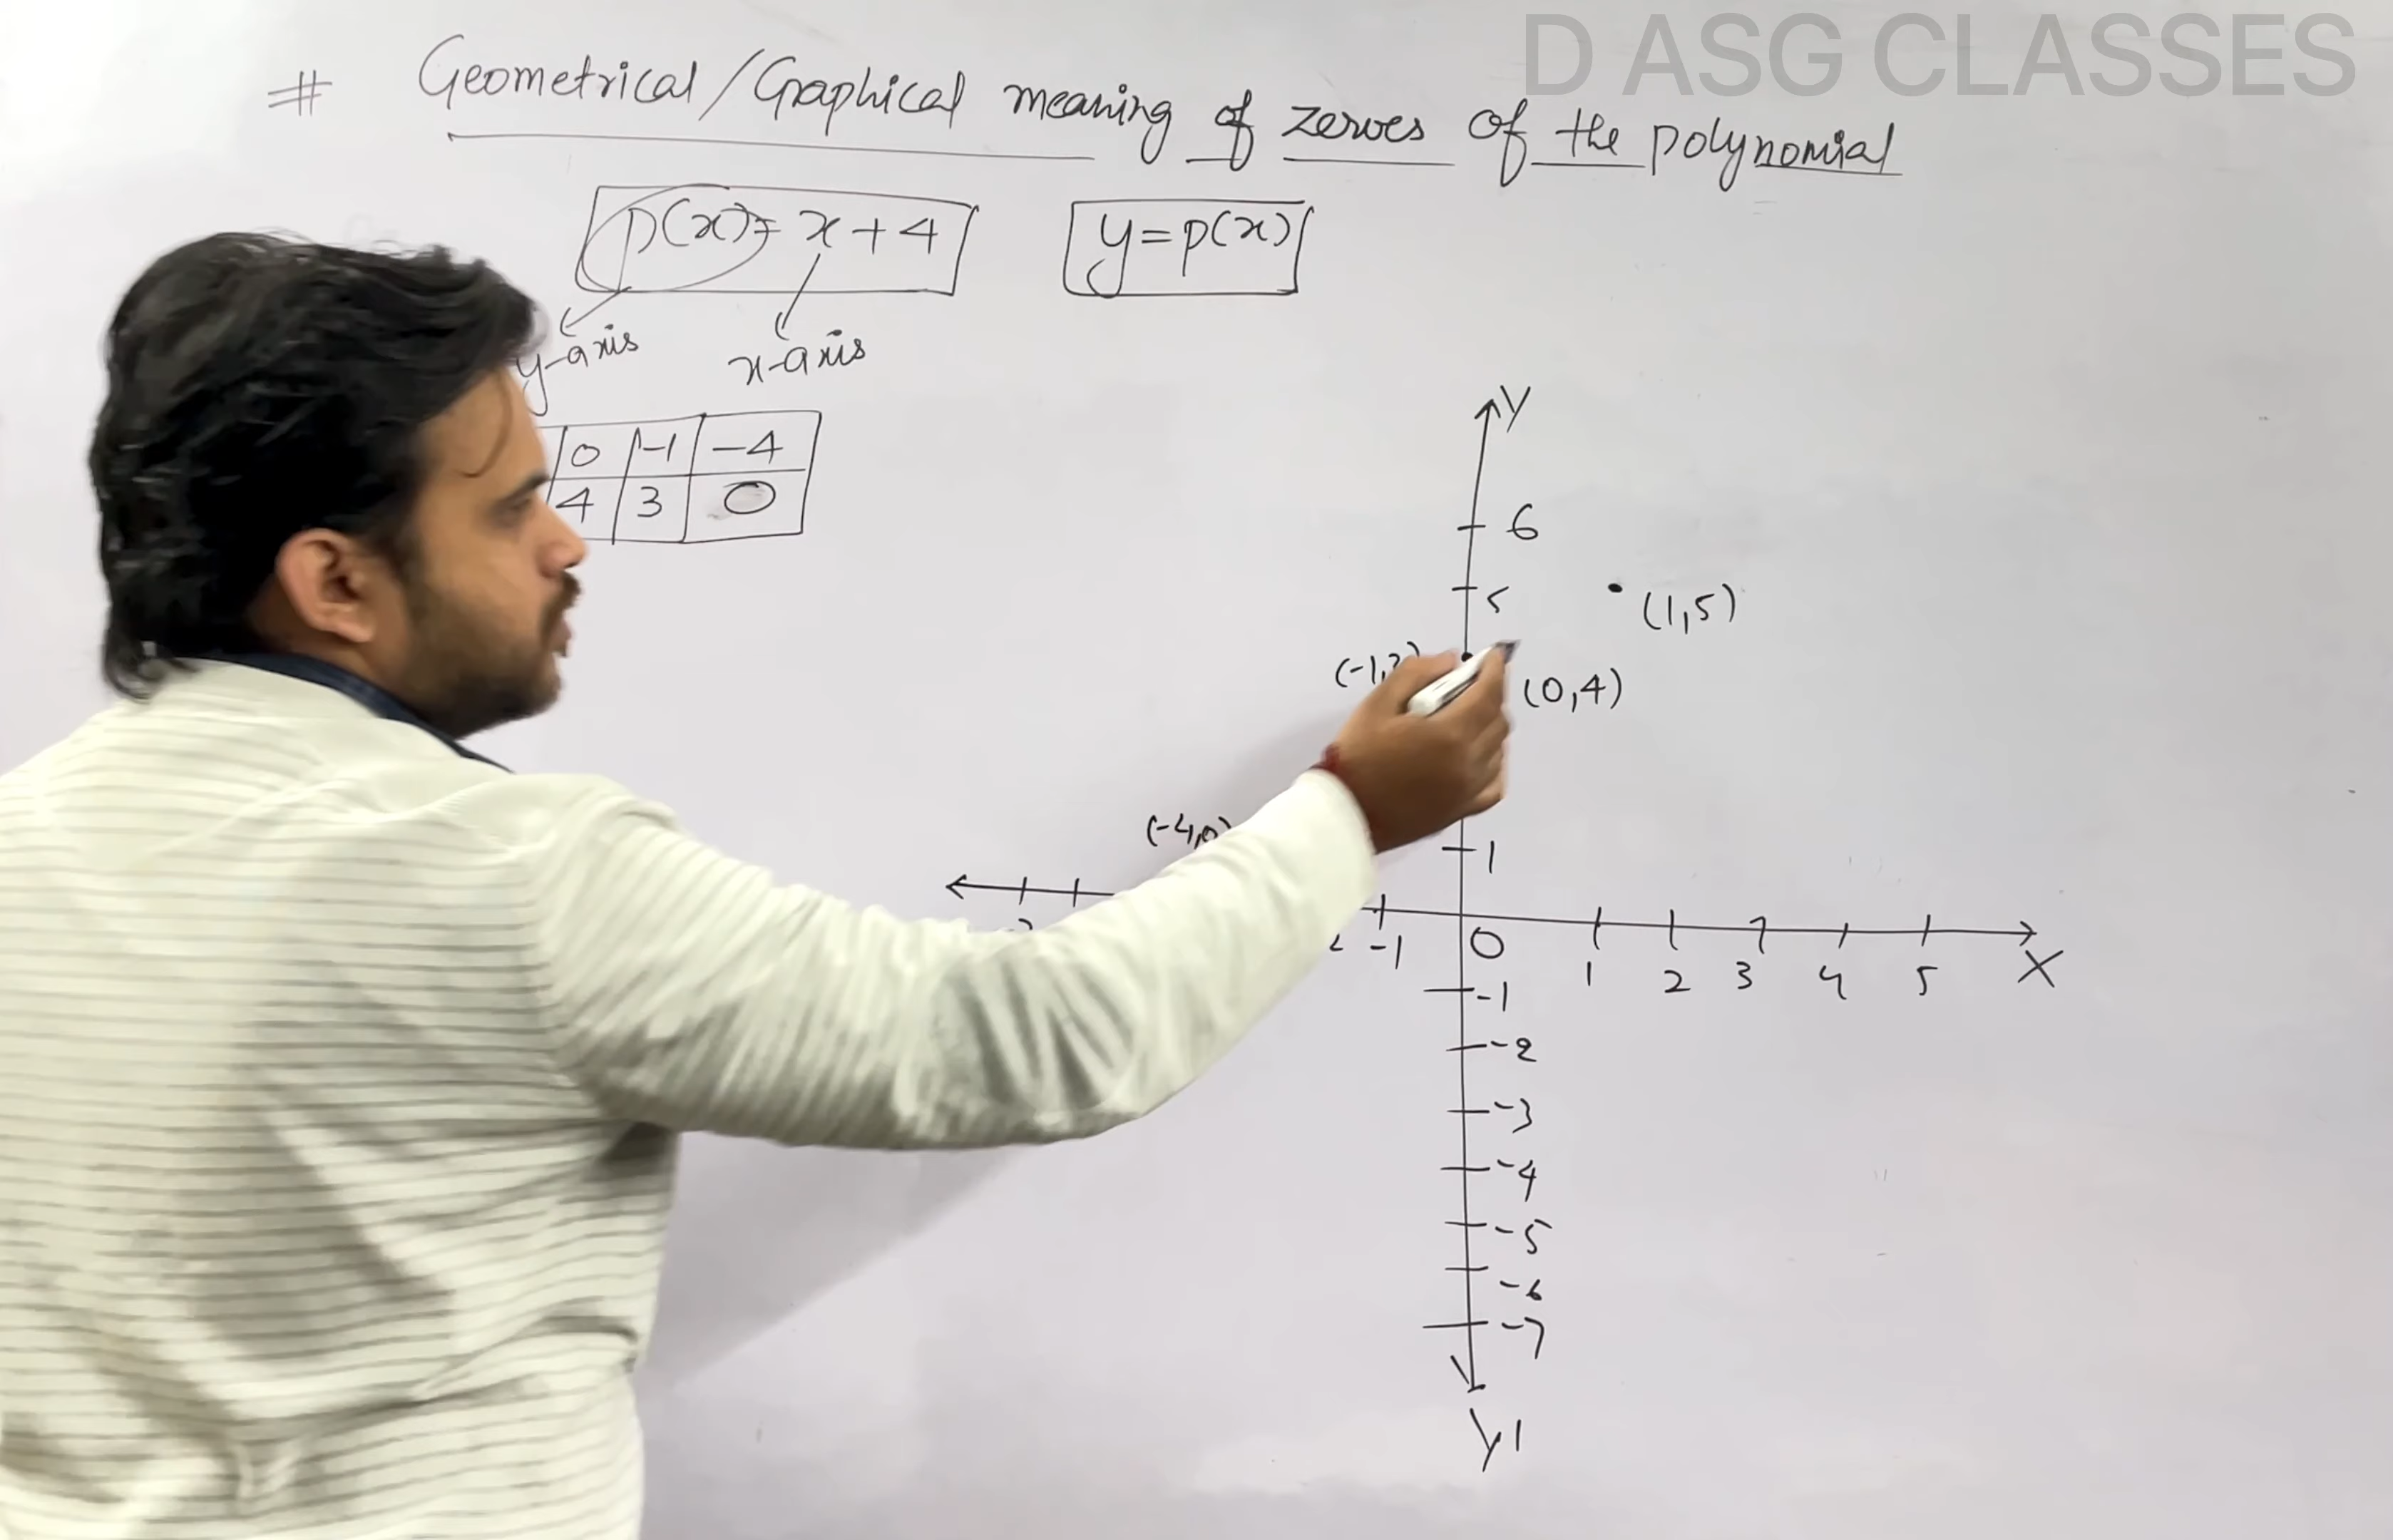 D ASG CLASSES
# Geometrical/Graphical meaning of zeroes of the polynomial
p(x) = x + 4
y = p(x)
y-axis
x-axis
0 -1 -4
4 3 0
Y
6
5
(1,5)
(0,4)
1
0
-1
1 2 3 4 5
X
-1
-2
-3
-4
-5
-6
-7
Y1